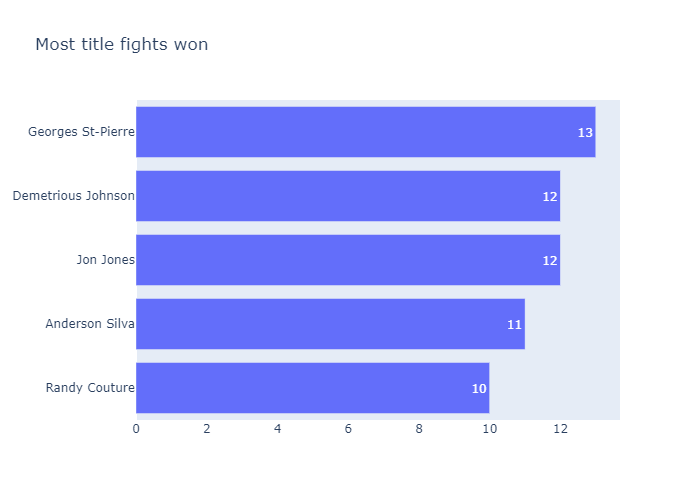 Most title fights won
Georges St-Pierre 13
Demetrious Johnson 12
Jon Jones 12
Anderson Silva 11
Randy Couture 10
0 2 4 6 8 10 12